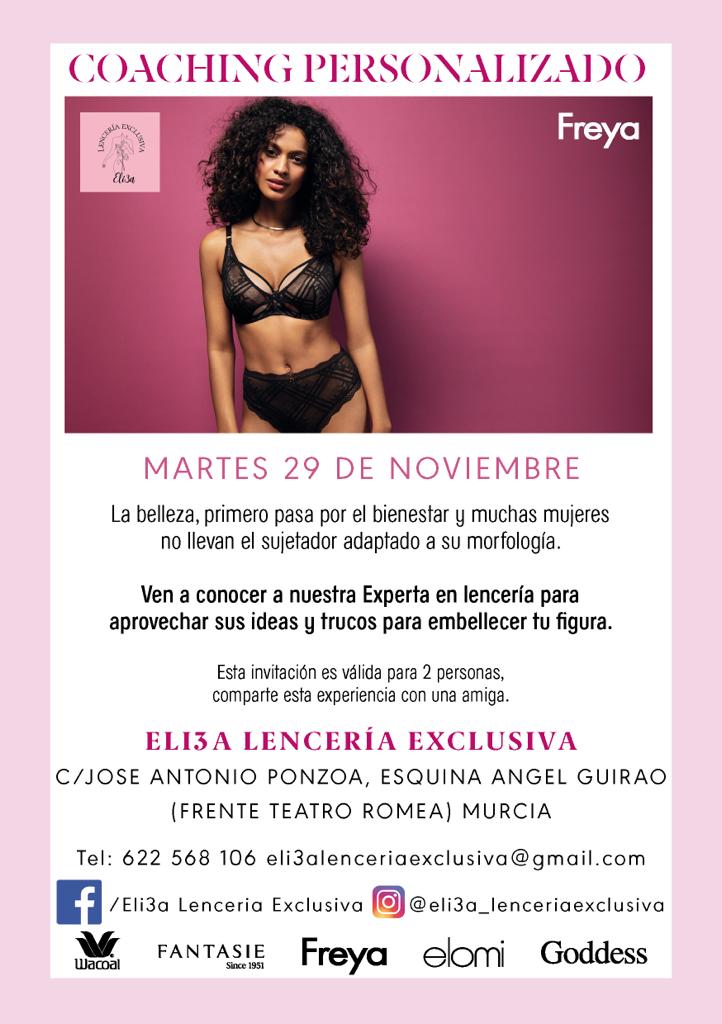 COACHING PERSONALIZADO
LENCERÍA EXCLUSIVA
Eli3a
Freya
MARTES 29 DE NOVIEMBRE
La belleza, primero pasa por el bienestar y muchas mujeres
no llevan el sujetador adaptado a su morfología.
Ven a conocer a nuestra Experta en lencería para
aprovechar sus ideas y trucos para embellecer tu figura.
Esta invitación es válida para 2 personas,
comparte esta experiencia con una amiga.
ELI3A LENCERÍA EXCLUSIVA
C/JOSE ANTONIO PONZOA, ESQUINA ANGEL GUIRAO
(FRENTE TEATRO ROMEA) MURCIA
Tel: 622 568 106 eli3alenceriaexclusiva@gmail.com
/Eli3a Lenceria Exclusiva @eli3a_lenceriaexclusiva
Wacoal FANTASIE Since 1951 Freya elomi Goddess